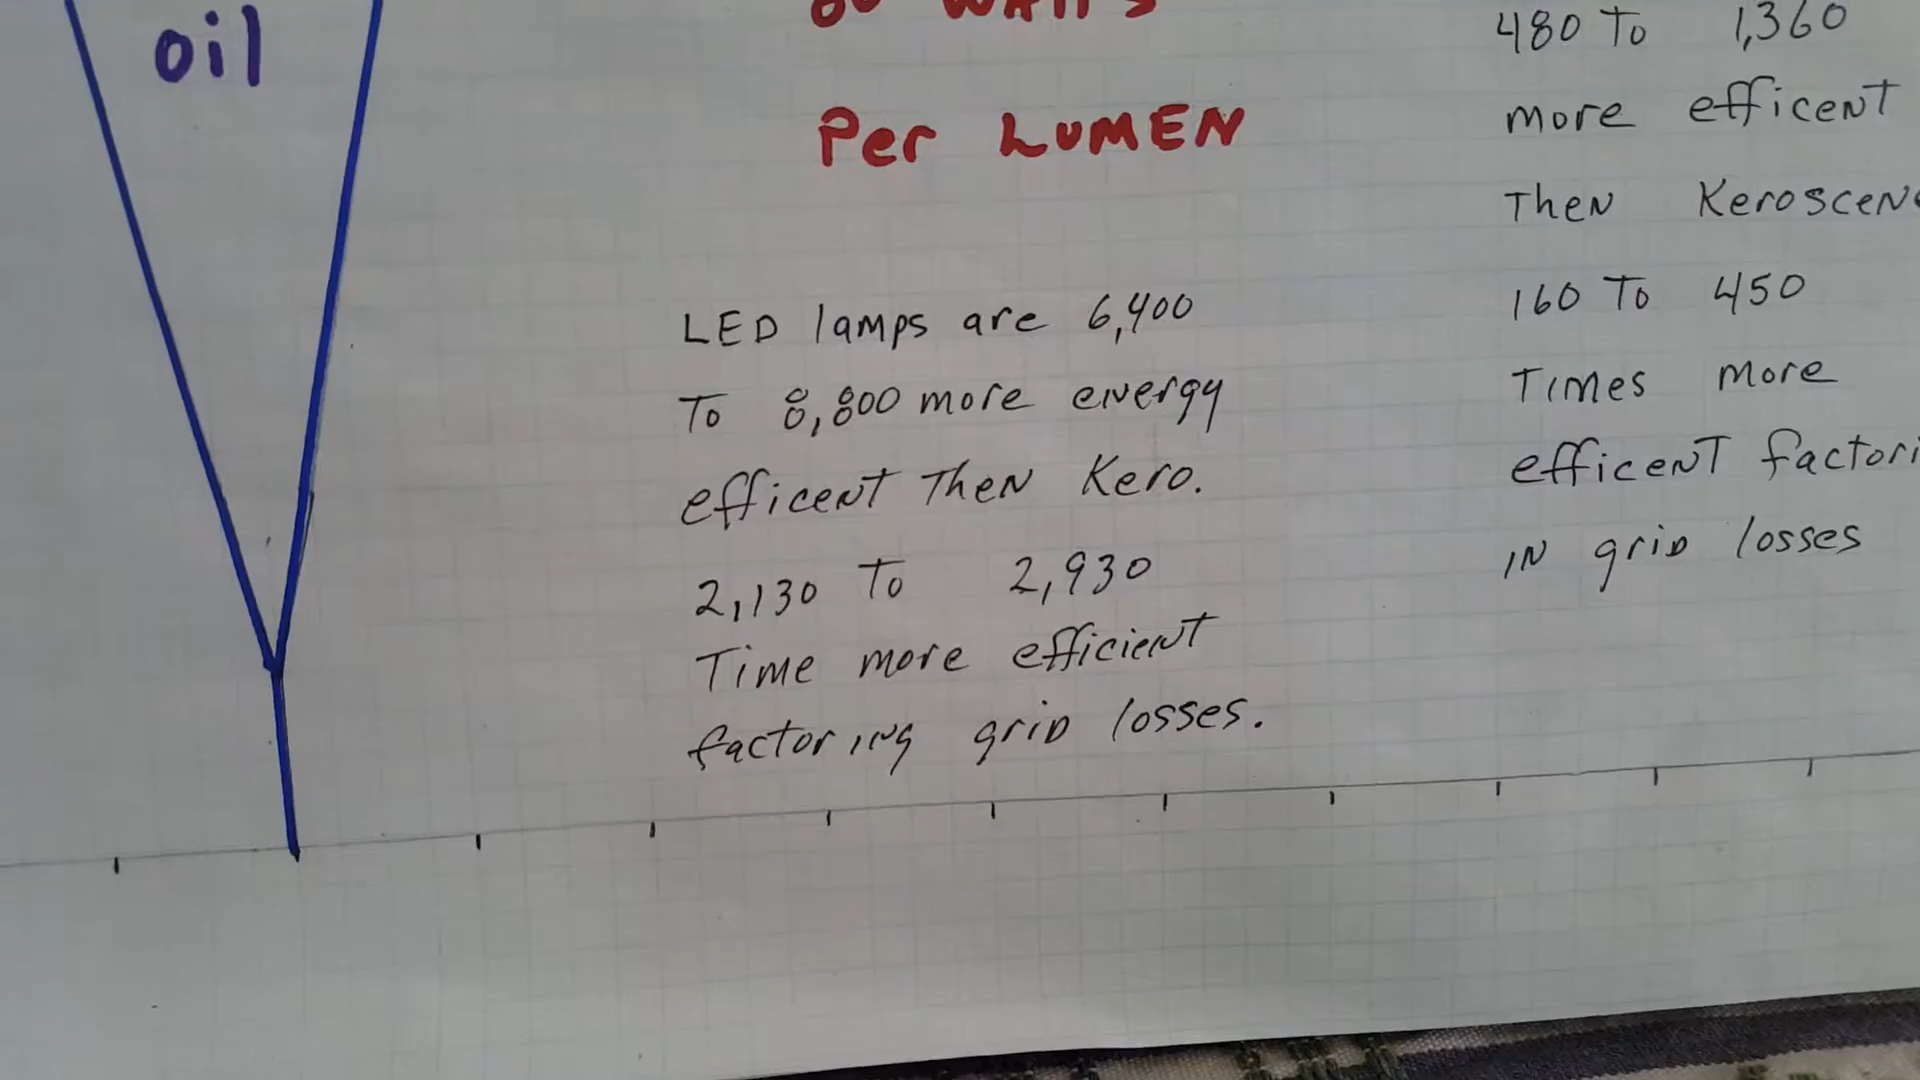 oil
WATTS
Per LUMEN
LED lamps are 6,400
To 8,800 more energy
efficent Then Kero.
2,130 To 2,930
Time more efficient
factoring grid losses.
480 To 1,360
more efficent
Then
160 To 450
Times more
efficent
in grid losses